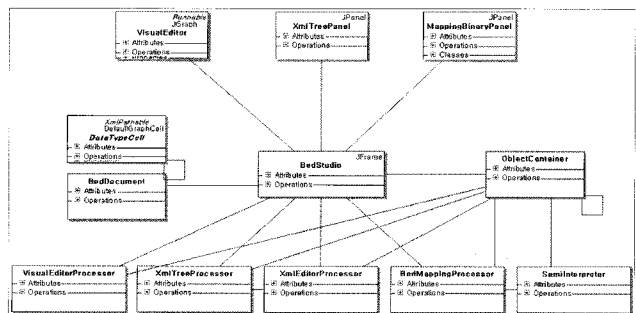 Runnable
JGraph
VisualEditor
Attributes
Operations
Properties
JPanel
XmlTreePanel
Attributes
Operations
JPanel
MappingBinaryPanel
Attributes
Operations
Classes
XmlPathable
DefaultGraphCell
DataTypeCell
Attributes
Operations
BedDocument
Attributes
Operations
JFrame
BedStudio
Attributes
Operations
ObjectContainer
Attributes
Operations
VisualEditorProcessor
Attributes
Operations
XmlTreeProcessor
Attributes
Operations
XmlEditorProcessor
Attributes
Operations
BedMappingProcessor
Attributes
Operations
SemiInterpreter
Attributes
Operations